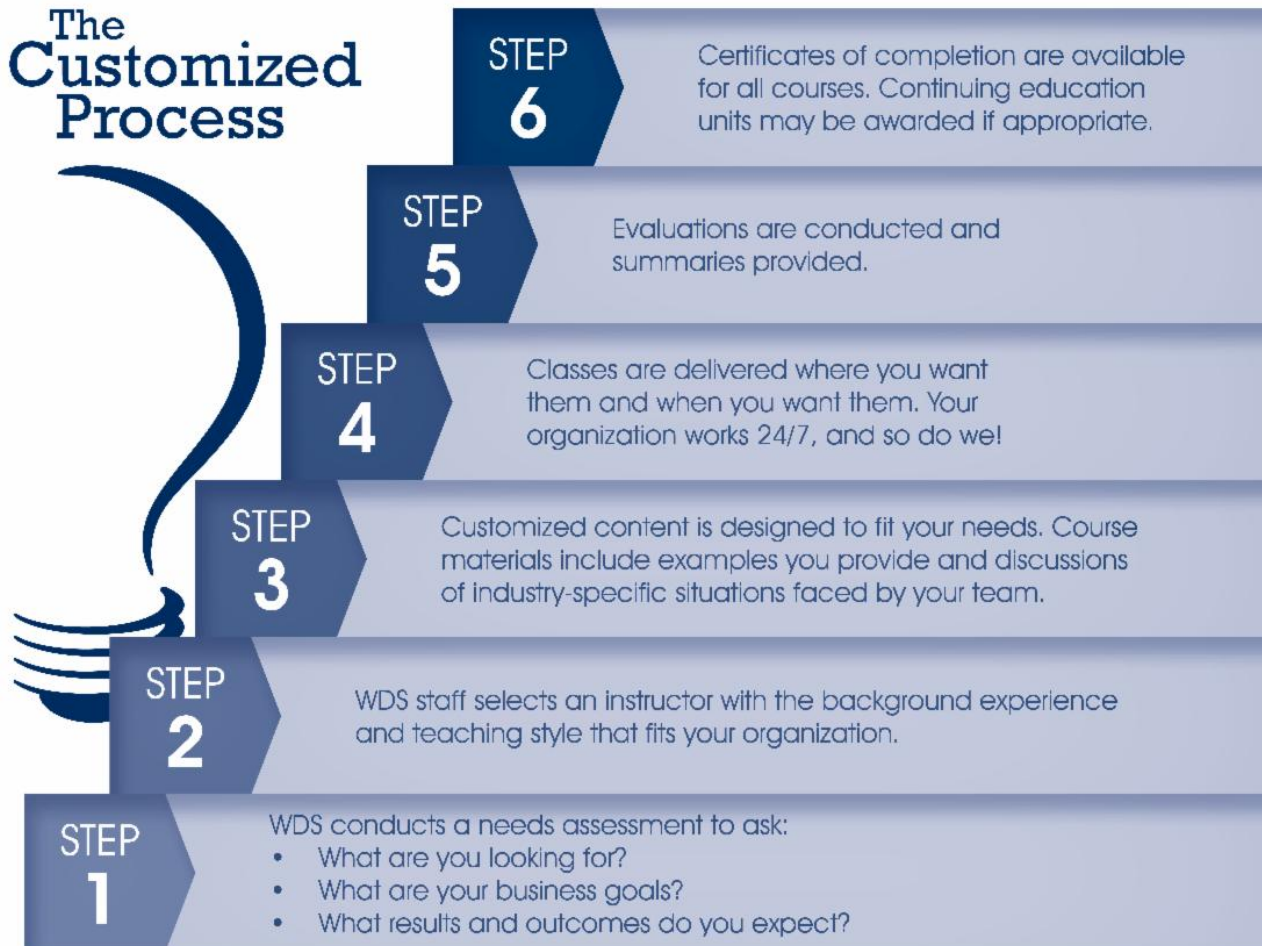 The
Customized
Process
STEP
6
Certificates of completion are available
for all courses. Continuing education
units may be awarded if appropriate.
STEP
5
Evaluations are conducted and
summaries provided.
STEP
4
Classes are delivered where you want
them and when you want them. Your
organization works 24/7, and so do we!
STEP
3
Customized content is designed to fit your needs. Course
materials include examples you provide and discussions
of industry-specific situations faced by your team.
STEP
2
WDS staff selects an instructor with the background experience
and teaching style that fits your organization.
STEP
1
WDS conducts a needs assessment to ask:
• What are you looking for?
• What are your business goals?
• What results and outcomes do you expect?